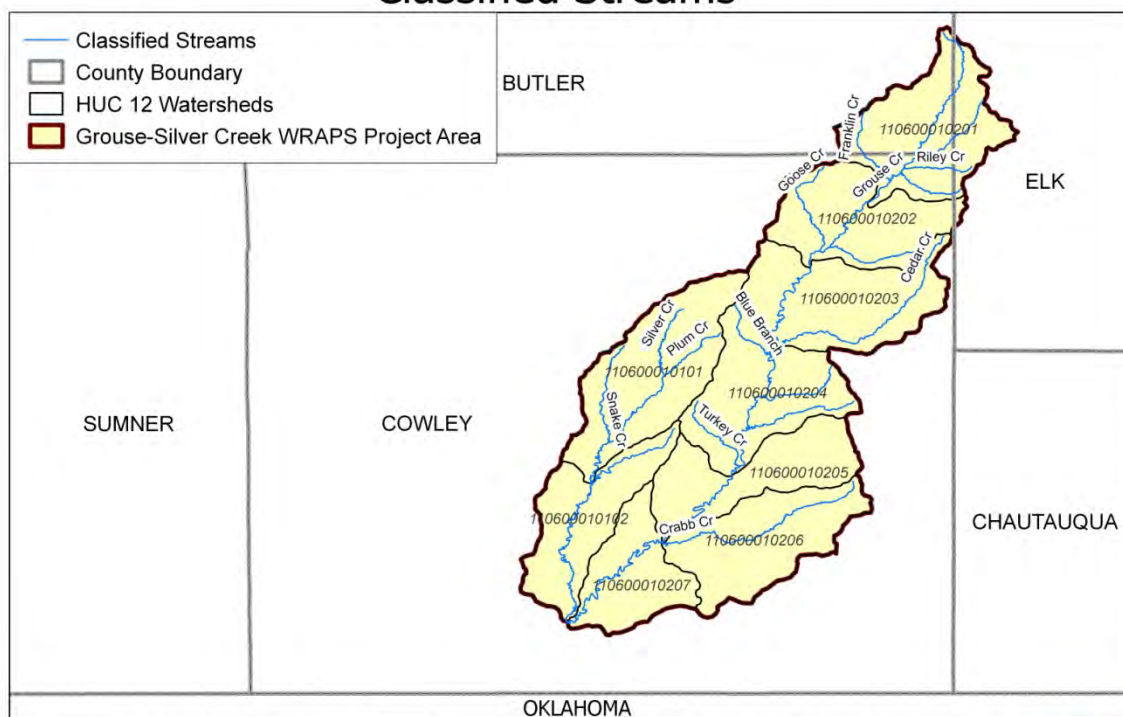 Classified Streams
Classified Streams
County Boundary
HUC 12 Watersheds
Grouse-Silver Creek WRAPS Project Area
BUTLER
Franklin Cr
110600010201
Goose Cr
Grouse Cr
Riley Cr
ELK
110600010202
Cedar Cr
110600010203
Blue Branch
Silver Cr
Plum Cr
110600010101
110600010204
SUMNER
COWLEY
Snake Cr
Turkey Cr
110600010205
110600010102
Crabb Cr
110600010206
CHAUTAUQUA
110600010207
OKLAHOMA